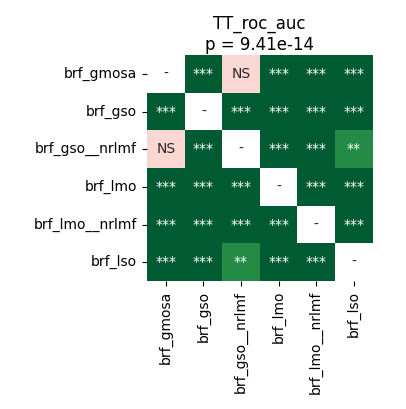 TT_roc_auc
p = 9.41e-14
brf_gmosa - *** NS *** *** ***
brf_gso *** - *** *** *** ***
brf_gso__nrlmf NS *** - *** *** **
brf_lmo *** *** *** - *** ***
brf_lmo__nrlmf *** *** *** *** - ***
brf_lso *** *** ** *** *** -
brf_gmosa
brf_gso
brf_gso__nrlmf
brf_lmo
brf_lmo__nrlmf
brf_lso